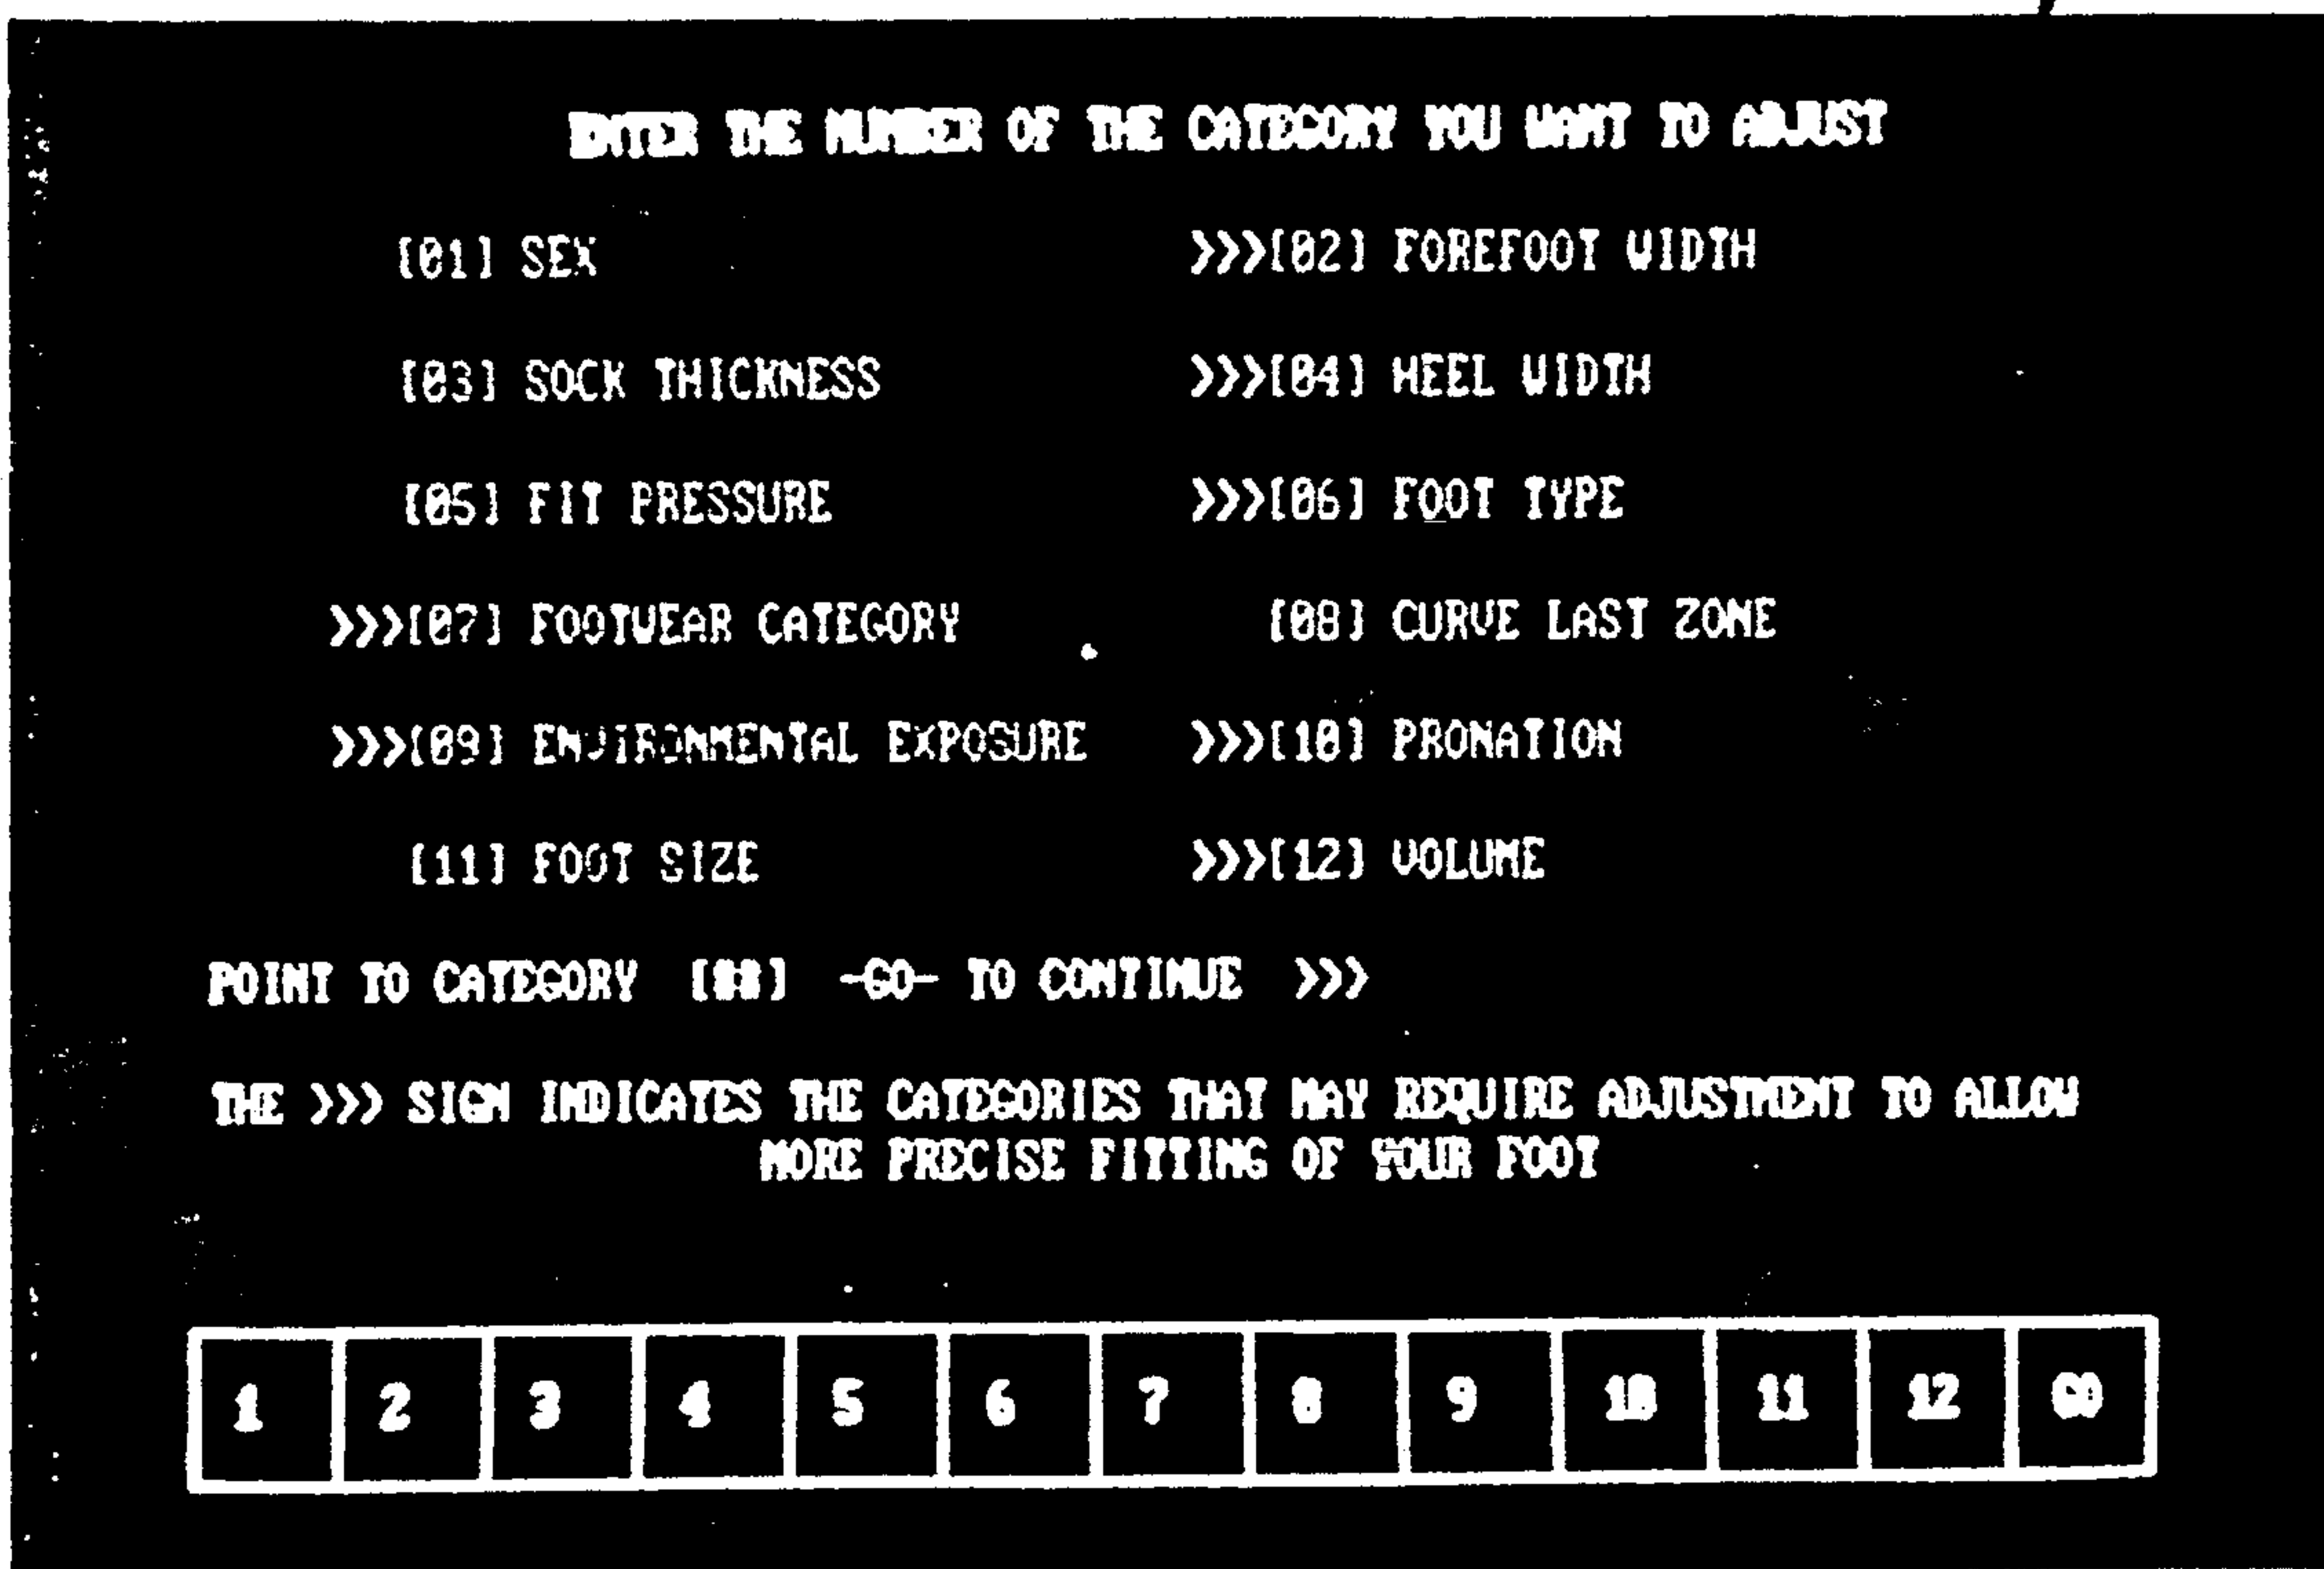 ENTER THE NUMBER OF THE CATEGORY YOU WANT TO ADJUST
[01] SEX >>>[02] FOREFOOT WIDTH
[03] SOCK THICKNESS >>>[04] HEEL WIDTH
[05] FIT PRESSURE >>>[06] FOOT TYPE
>>>[07] FOOTWEAR CATEGORY [08] CURVE LAST ZONE
>>>[09] ENVIRONMENTAL EXPOSURE >>>[10] PRONATION
[11] FOOT SIZE >>>[12] VOLUME
POINT TO CATEGORY -GO- TO CONTINUE >>>
THE >>> SIGN INDICATES THE CATEGORIES THAT MAY REQUIRE ADJUSTMENT TO ALLOW
MORE PRECISE FITTING OF YOUR FOOT
1 2 3 4 5 6 7 8 9 10 11 12 GO